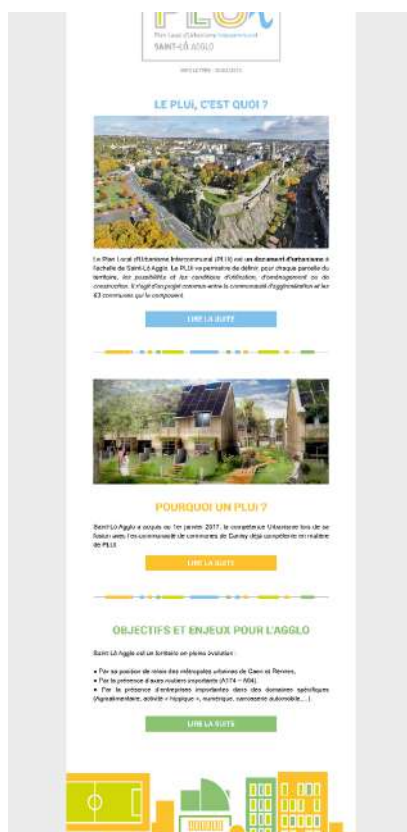 PLUi
Plan Local d'Urbanisme Intercommunal
SAINT-LÔ AGGLO
LE PLUi, C'EST QUOI ?
Le Plan Local d'Urbanisme Intercommunal (PLUi) est un document d'urbanisme à
l'échelle de Saint-Lô Agglo. Le PLUi va permettre de définir, pour chaque parcelle du
territoire, les possibilités et les conditions d'utilisation, d'aménagement ou de
construction. Il s'agit d'un projet commun entre la communauté d'agglomération et les
63 communes qui la composent.
LIRE LA SUITE
POURQUOI UN PLUi ?
Saint-Lô Agglo a acquis au 1er janvier 2017, la compétence Urbanisme lors de sa
fusion avec l'ex-communauté de communes de Canisy déjà compétente en matière
de PLUi.
LIRE LA SUITE
OBJECTIFS ET ENJEUX POUR L'AGGLO
Saint-Lô Agglo est un territoire en pleine évolution :
• Par sa position de relais des métropoles urbaines de Caen et Rennes,
• Par la présence d'axes routiers importants (A174 – A84),
• Par la présence d'entreprises importantes dans des domaines spécifiques
(Agroalimentaire, activité « hippique », numérique, carrosserie automobile,...).
LIRE LA SUITE